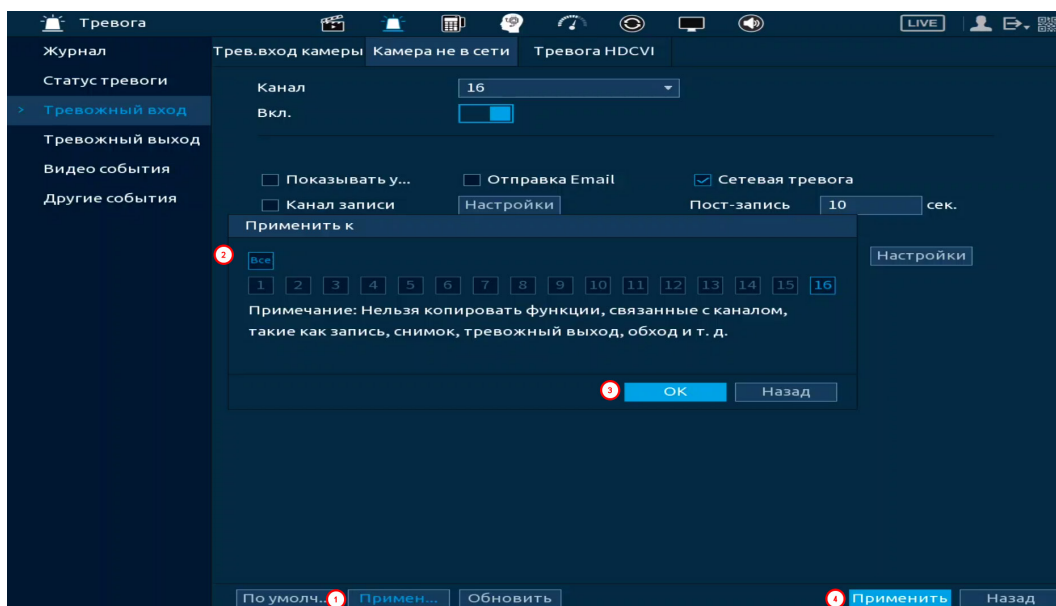 Тревога
LIVE
Журнал
Статус тревоги
> Тревожный вход
Тревожный выход
Видео события
Другие события
Трев.вход камеры Камера не в сети Тревога HDCVI
Канал 16
Вкл.
Показывать у... Отправка Email Сетевая тревога
Канал записи Настройки Пост-запись 10 сек.
Применить к
Настройки
2 Все
1 2 3 4 5 6 7 8 9 10 11 12 13 14 15 16
Примечание: Нельзя копировать функции, связанные с каналом,
такие как запись, снимок, тревожный выход, обход и т. д.
3 OK Назад
По умолч... 1 Примен... Обновить 4 Применить Назад